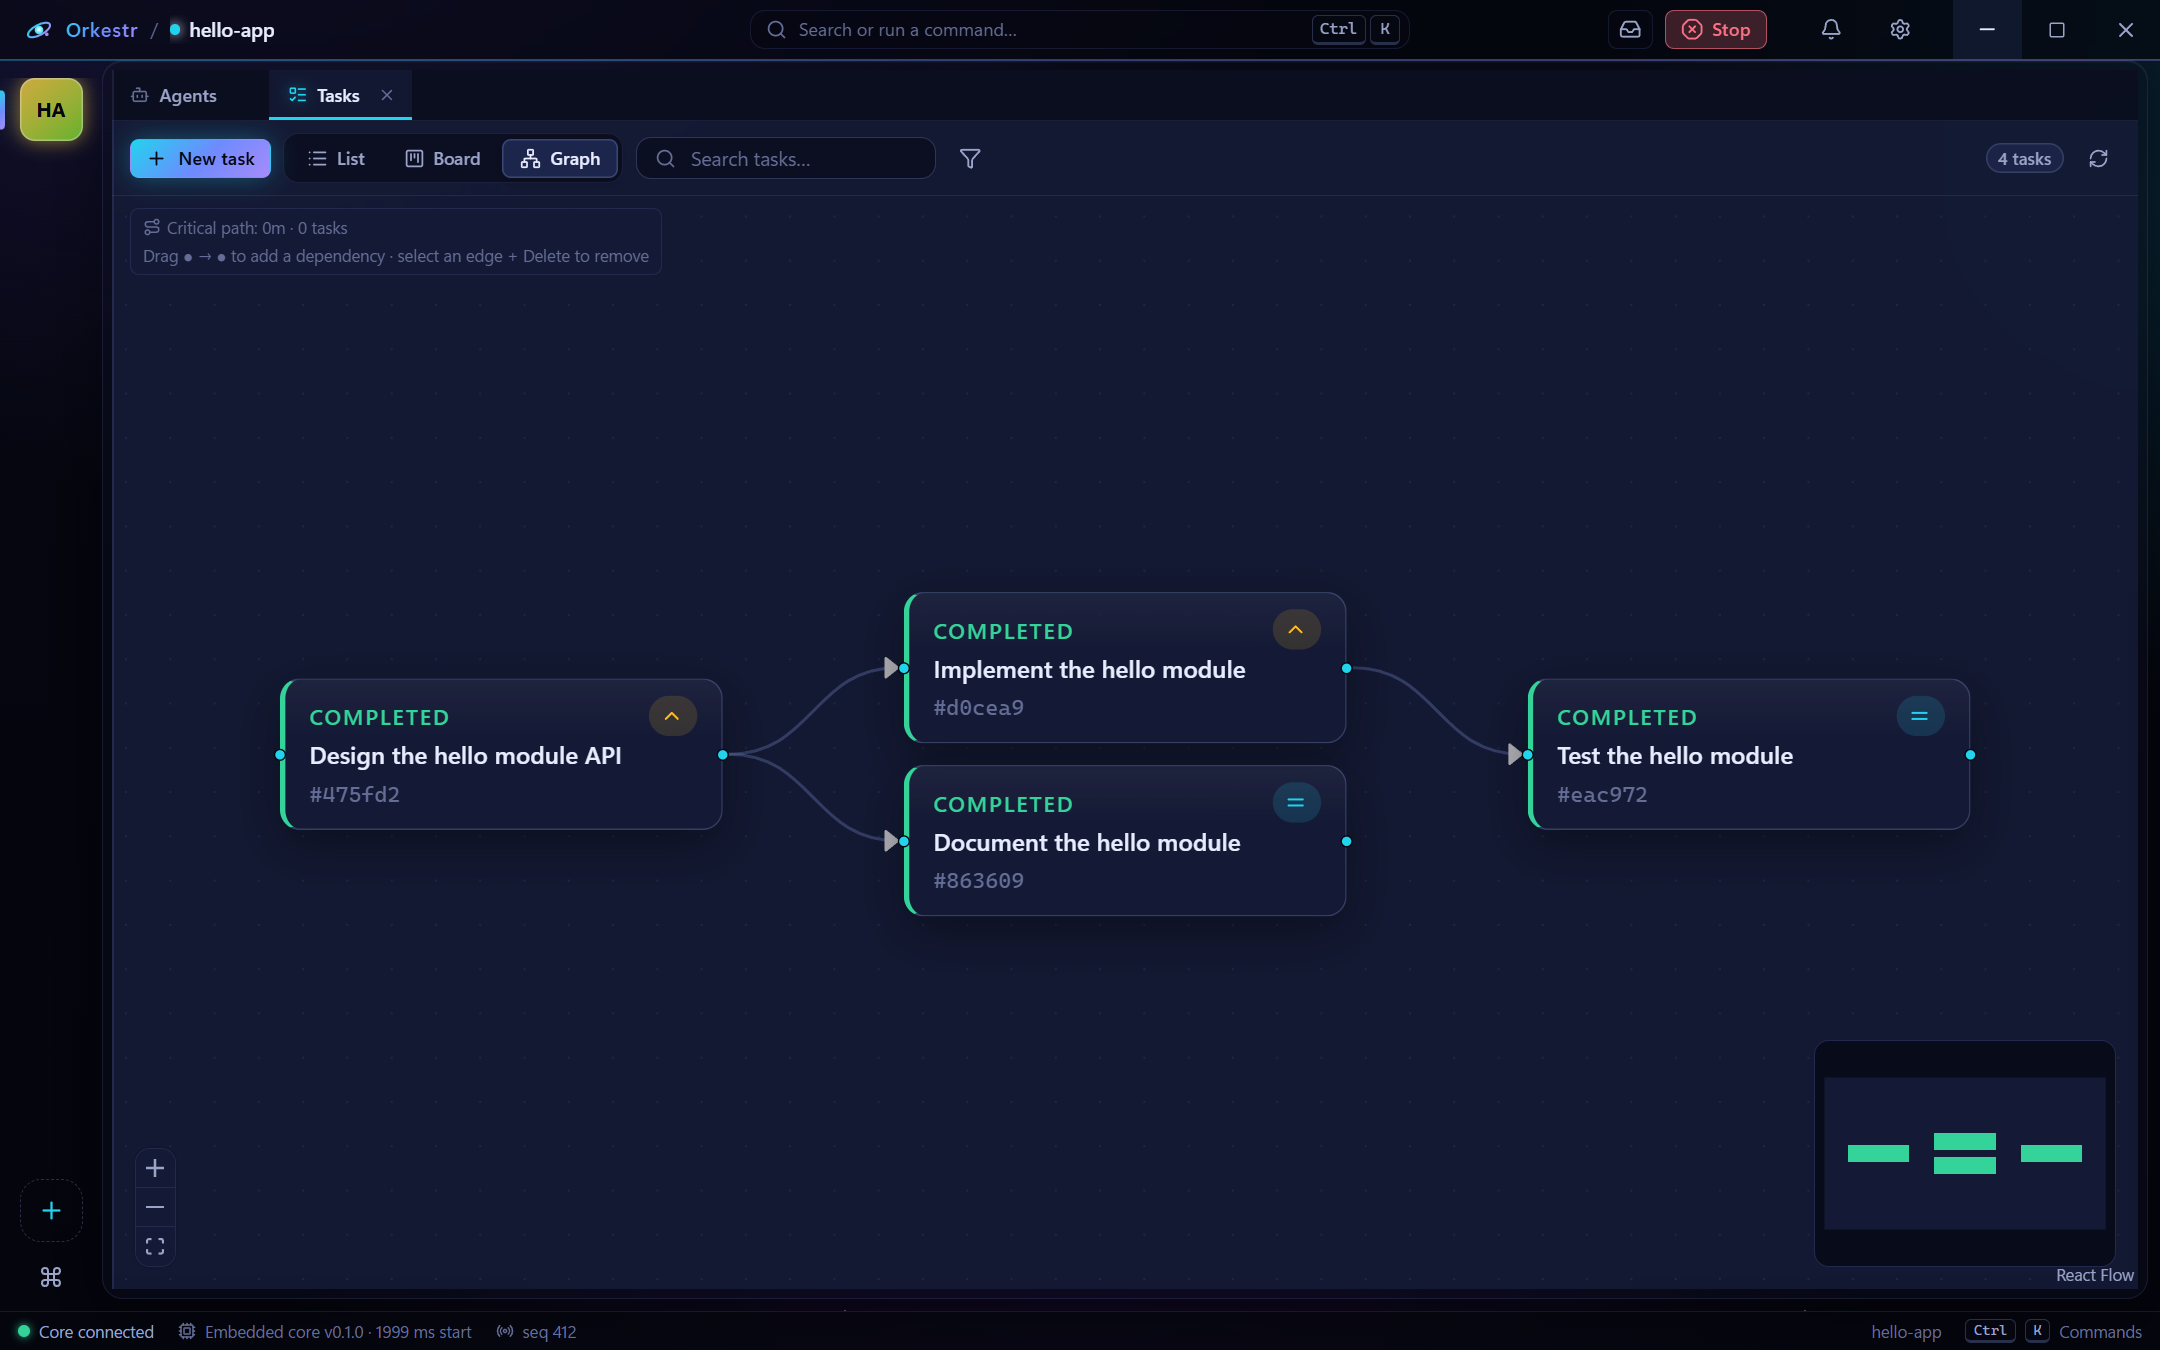 Orkestr / hello-app
Search or run a command...
Ctrl K
Stop
HA
Agents
Tasks
New task
List
Board
Graph
Search tasks...
4 tasks
Critical path: 0m · 0 tasks
Drag ● → ● to add a dependency · select an edge + Delete to remove
COMPLETED
Design the hello module API
#475fd2
COMPLETED
Implement the hello module
#d0cea9
COMPLETED
Document the hello module
#863609
COMPLETED
Test the hello module
#eac972
React Flow
Core connected
Embedded core v0.1.0 · 1999 ms start
seq 412
hello-app
Ctrl K Commands